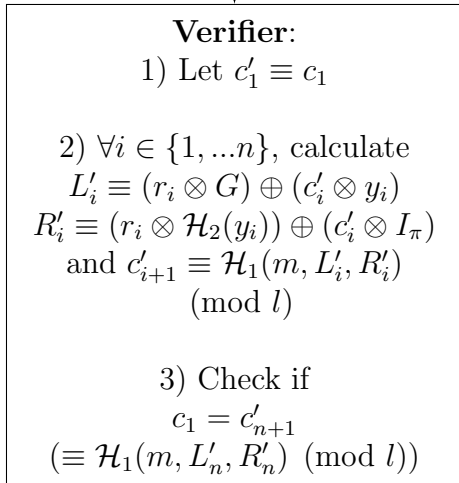 Verifier:
1) Let c′₁ ≡ c₁
2) ∀i ∈ {1, ...n}, calculate
L′ᵢ ≡ (rᵢ ⊗ G) ⊕ (c′ᵢ ⊗ yᵢ)
R′ᵢ ≡ (rᵢ ⊗ ℋ₂(yᵢ)) ⊕ (c′ᵢ ⊗ I_π)
and c′ᵢ₊₁ ≡ ℋ₁(m, L′ᵢ, R′ᵢ)
(mod l)
3) Check if
c₁ = c′ₙ₊₁
(≡ ℋ₁(m, L′ₙ, R′ₙ) (mod l))